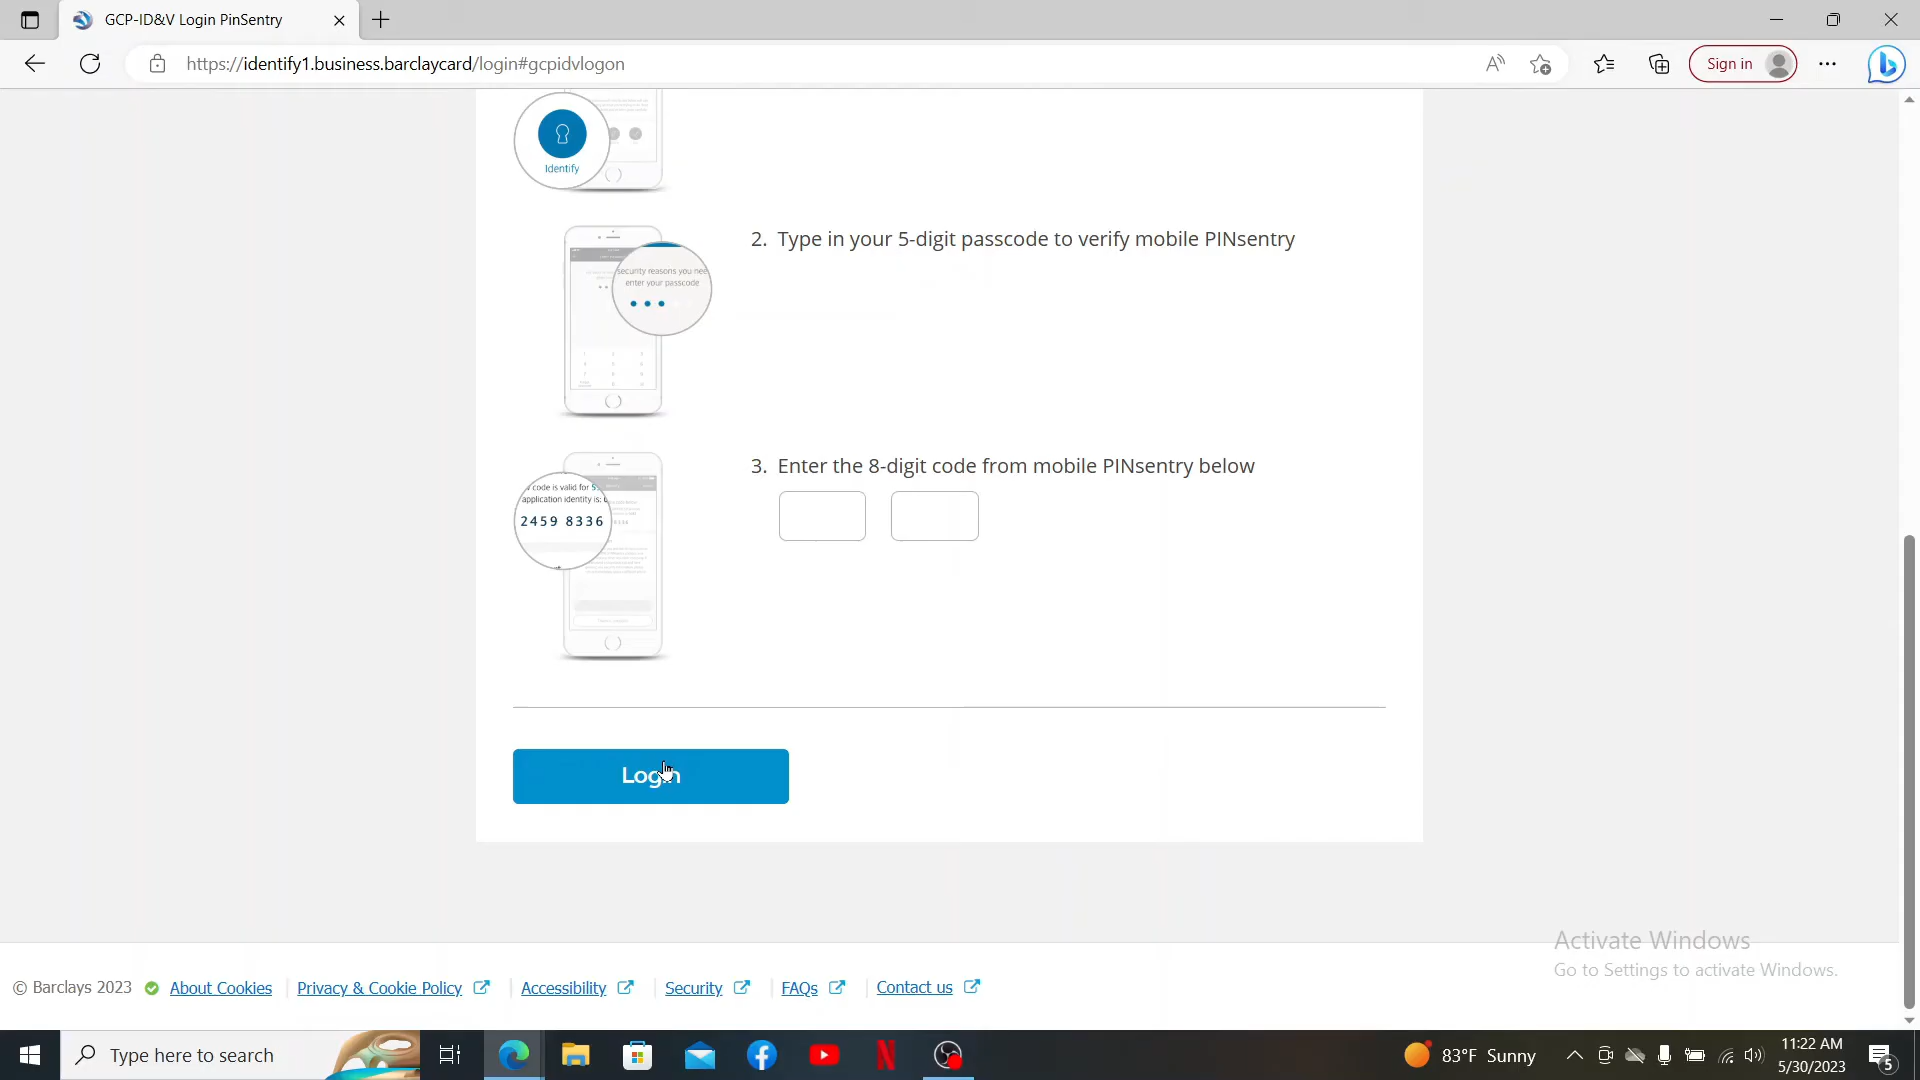 GCP-ID&V Login PinSentry
https://identify1.business.barclaycard/login#gcpidvlogon
Sign in
Identify
2. Type in your 5-digit passcode to verify mobile PINsentry
security reasons you nee
enter your passcode
3. Enter the 8-digit code from mobile PINsentry below
code is valid for 5
application identity is:
2459 8336
Login
Activate Windows
Go to Settings to activate Windows.
© Barclays 2023 About Cookies Privacy & Cookie Policy Accessibility Security FAQs Contact us
Type here to search
83°F Sunny
11:22 AM
5/30/2023
5